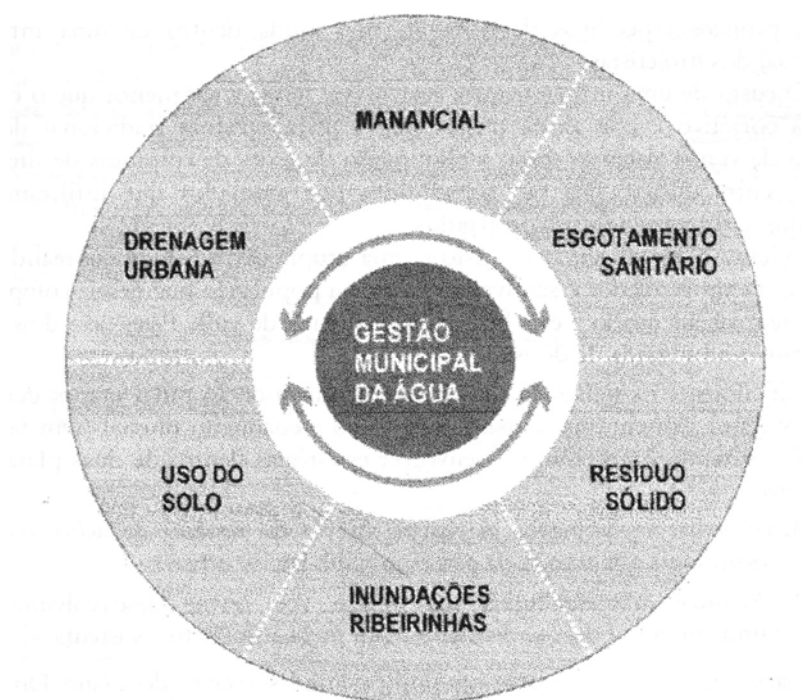 MANANCIAL
DRENAGEM
URBANA
ESGOTAMENTO
SANITÁRIO
GESTÃO
MUNICIPAL
DA ÁGUA
USO DO
SOLO
RESÍDUO
SÓLIDO
INUNDAÇÕES
RIBEIRINHAS